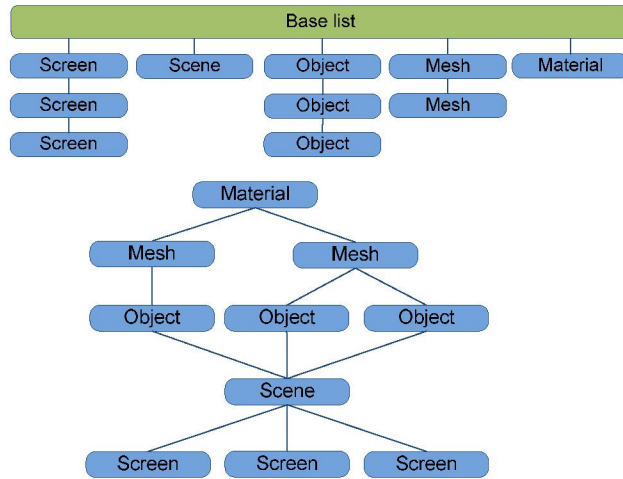 Base list
Screen Scene Object Mesh Material
Screen Object Mesh
Screen Object
Material
Mesh Mesh
Object Object Object
Scene
Screen Screen Screen